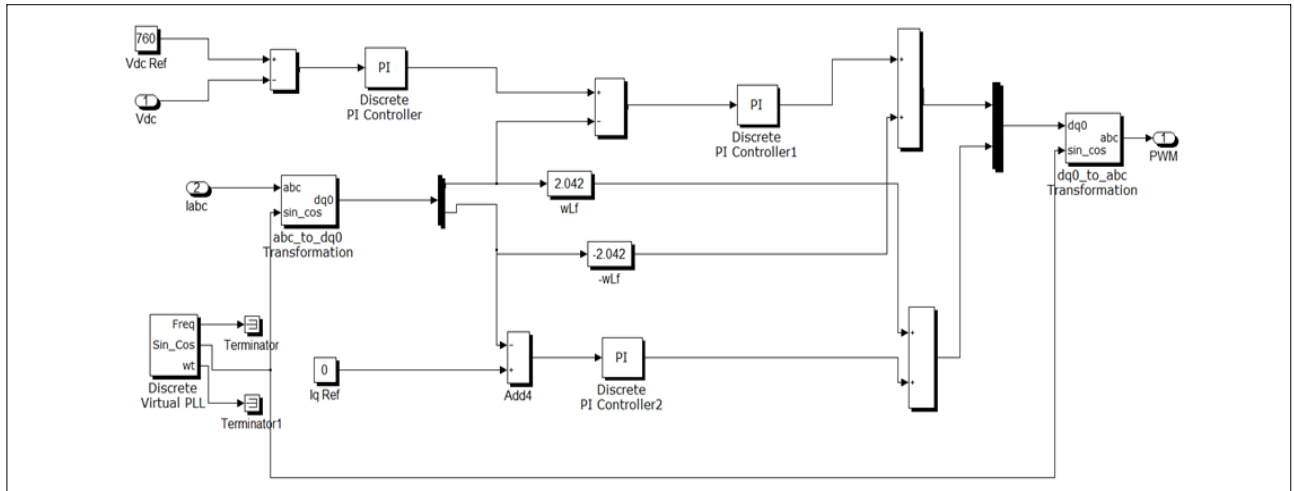 760
Vdc Ref
1
Vdc
+
−
PI
Discrete
PI Controller
+
−
PI
Discrete
PI Controller1
+
+
2
Iabc
abc
dq0
sin_cos
abc_to_dq0
Transformation
2.042
wLf
-2.042
-wLf
dq0
abc
sin_cos
dq0_to_abc
Transformation
1
PWM
Freq
Sin_Cos
wt
Discrete
Virtual PLL
Terminator
Terminator1
0
Iq Ref
−
+
Add4
PI
Discrete
PI Controller2
+
+